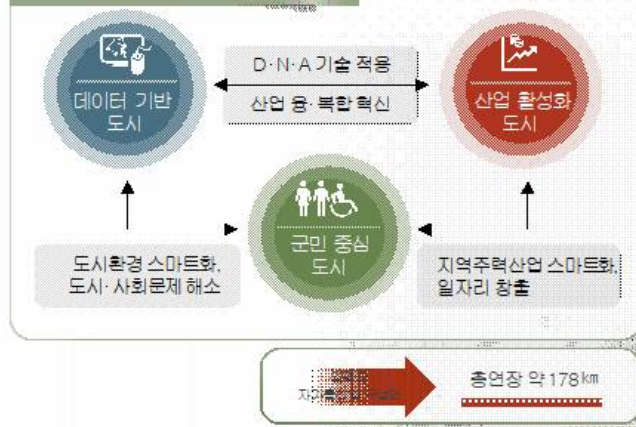 데이터 기반
도시
D·N·A 기술 적용
산업 융·복합 혁신
산업 활성화
도시
군민 중심
도시
도시환경 스마트화,
도시·사회문제 해소
지역주력산업 스마트화,
일자리 창출
총연장 약 178㎞